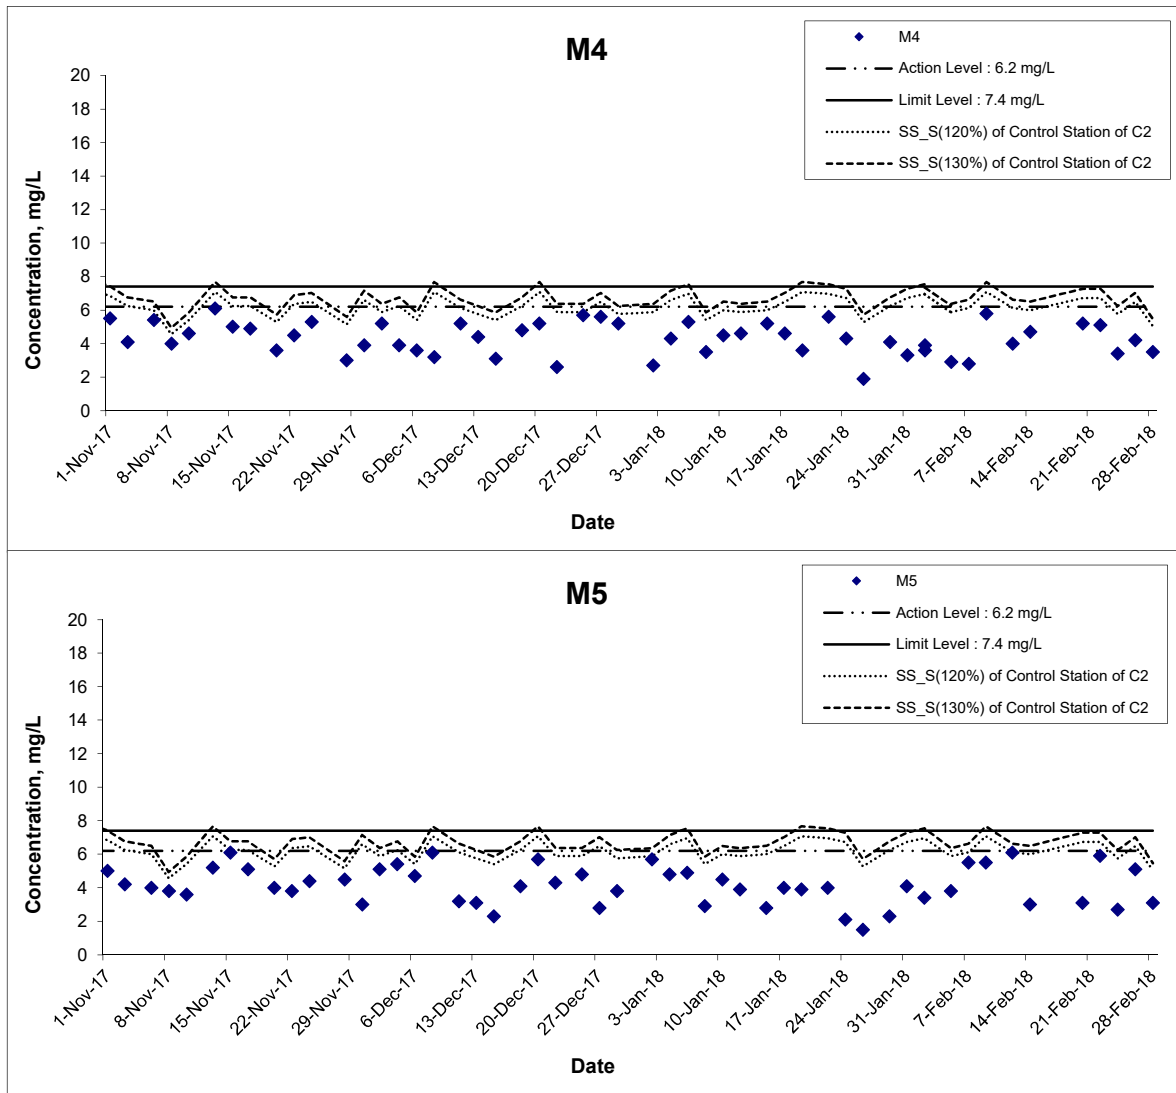 M4
M4
Action Level : 6.2 mg/L
Limit Level : 7.4 mg/L
SS_S(120%) of Control Station of C2
SS_S(130%) of Control Station of C2
Concentration, mg/L
20
18
16
14
12
10
8
6
4
2
0
1-Nov-17
8-Nov-17
15-Nov-17
22-Nov-17
29-Nov-17
6-Dec-17
13-Dec-17
20-Dec-17
27-Dec-17
3-Jan-18
10-Jan-18
17-Jan-18
24-Jan-18
31-Jan-18
7-Feb-18
14-Feb-18
21-Feb-18
28-Feb-18
Date
M5
M5
Action Level : 6.2 mg/L
Limit Level : 7.4 mg/L
SS_S(120%) of Control Station of C2
SS_S(130%) of Control Station of C2
Concentration, mg/L
20
18
16
14
12
10
8
6
4
2
0
1-Nov-17
8-Nov-17
15-Nov-17
22-Nov-17
29-Nov-17
6-Dec-17
13-Dec-17
20-Dec-17
27-Dec-17
3-Jan-18
10-Jan-18
17-Jan-18
24-Jan-18
31-Jan-18
7-Feb-18
14-Feb-18
21-Feb-18
28-Feb-18
Date